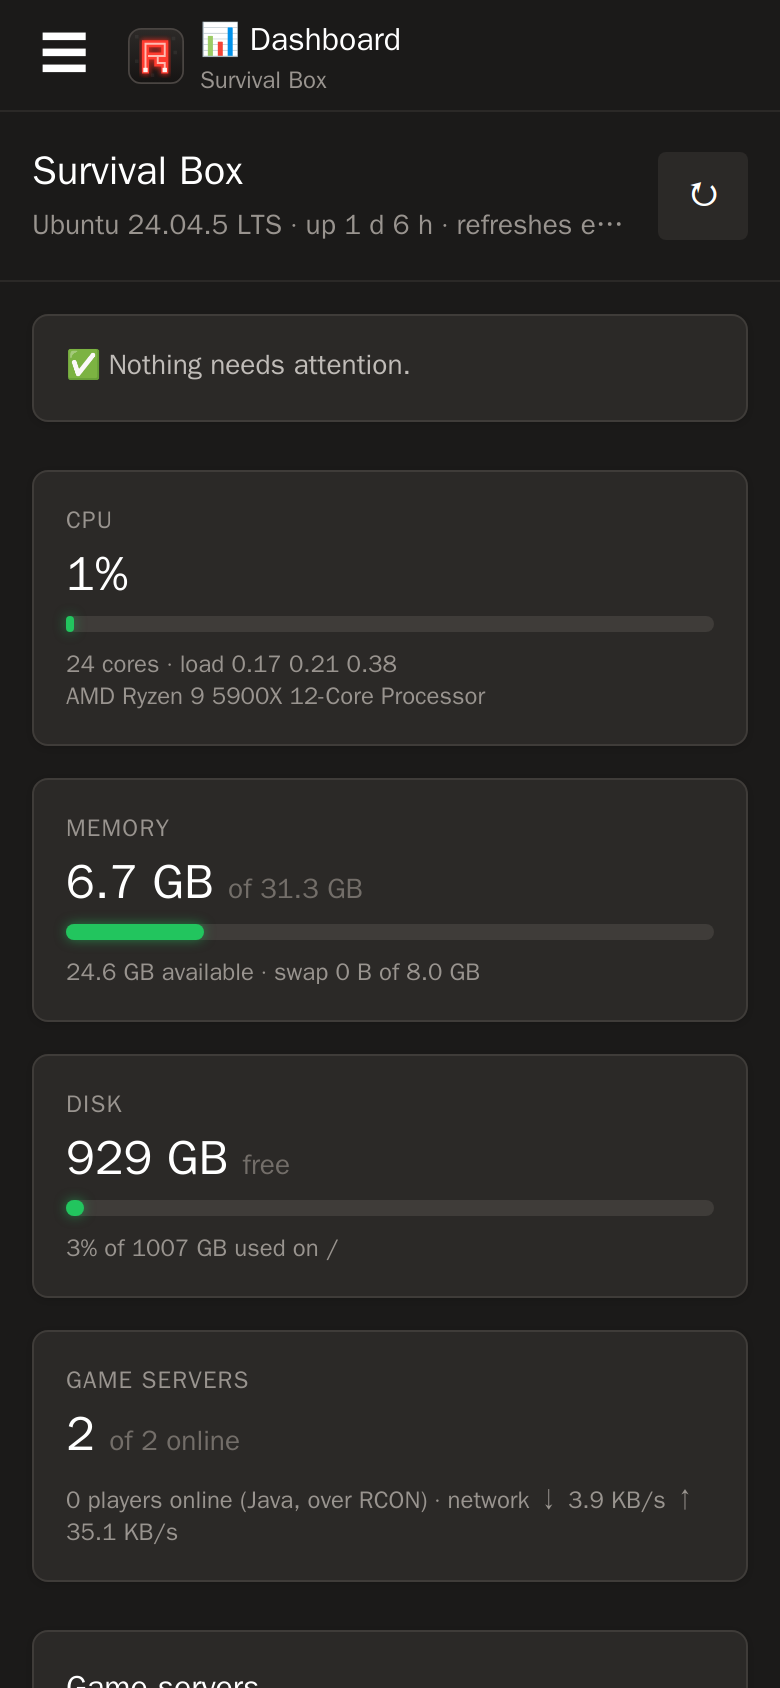 Dashboard
Survival Box
Survival Box
Ubuntu 24.04.5 LTS · up 1 d 6 h · refreshes e···
Nothing needs attention.
CPU
1%
24 cores · load 0.17 0.21 0.38
AMD Ryzen 9 5900X 12-Core Processor
MEMORY
6.7 GB of 31.3 GB
24.6 GB available · swap 0 B of 8.0 GB
DISK
929 GB free
3% of 1007 GB used on /
GAME SERVERS
2 of 2 online
0 players online (Java, over RCON) · network ↓ 3.9 KB/s ↑
35.1 KB/s
Game servers